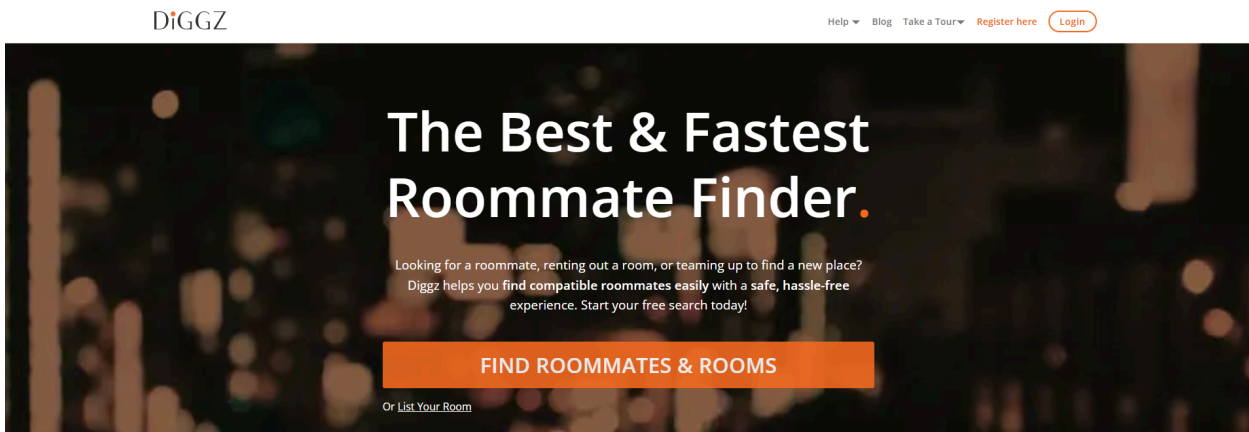 DiGGZ
Help Blog Take a Tour Register here Login
The Best & Fastest
Roommate Finder.
Looking for a roommate, renting out a room, or teaming up to find a new place?
Diggz helps you find compatible roommates easily with a safe, hassle-free
experience. Start your free search today!
FIND ROOMMATES & ROOMS
Or List Your Room